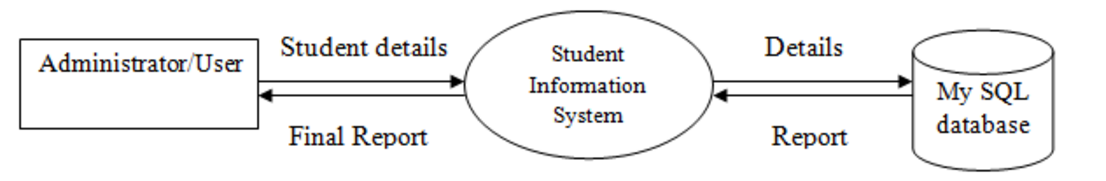 Administrator/User
Student details
Final Report
Student
Information
System
Details
Report
My SQL
database